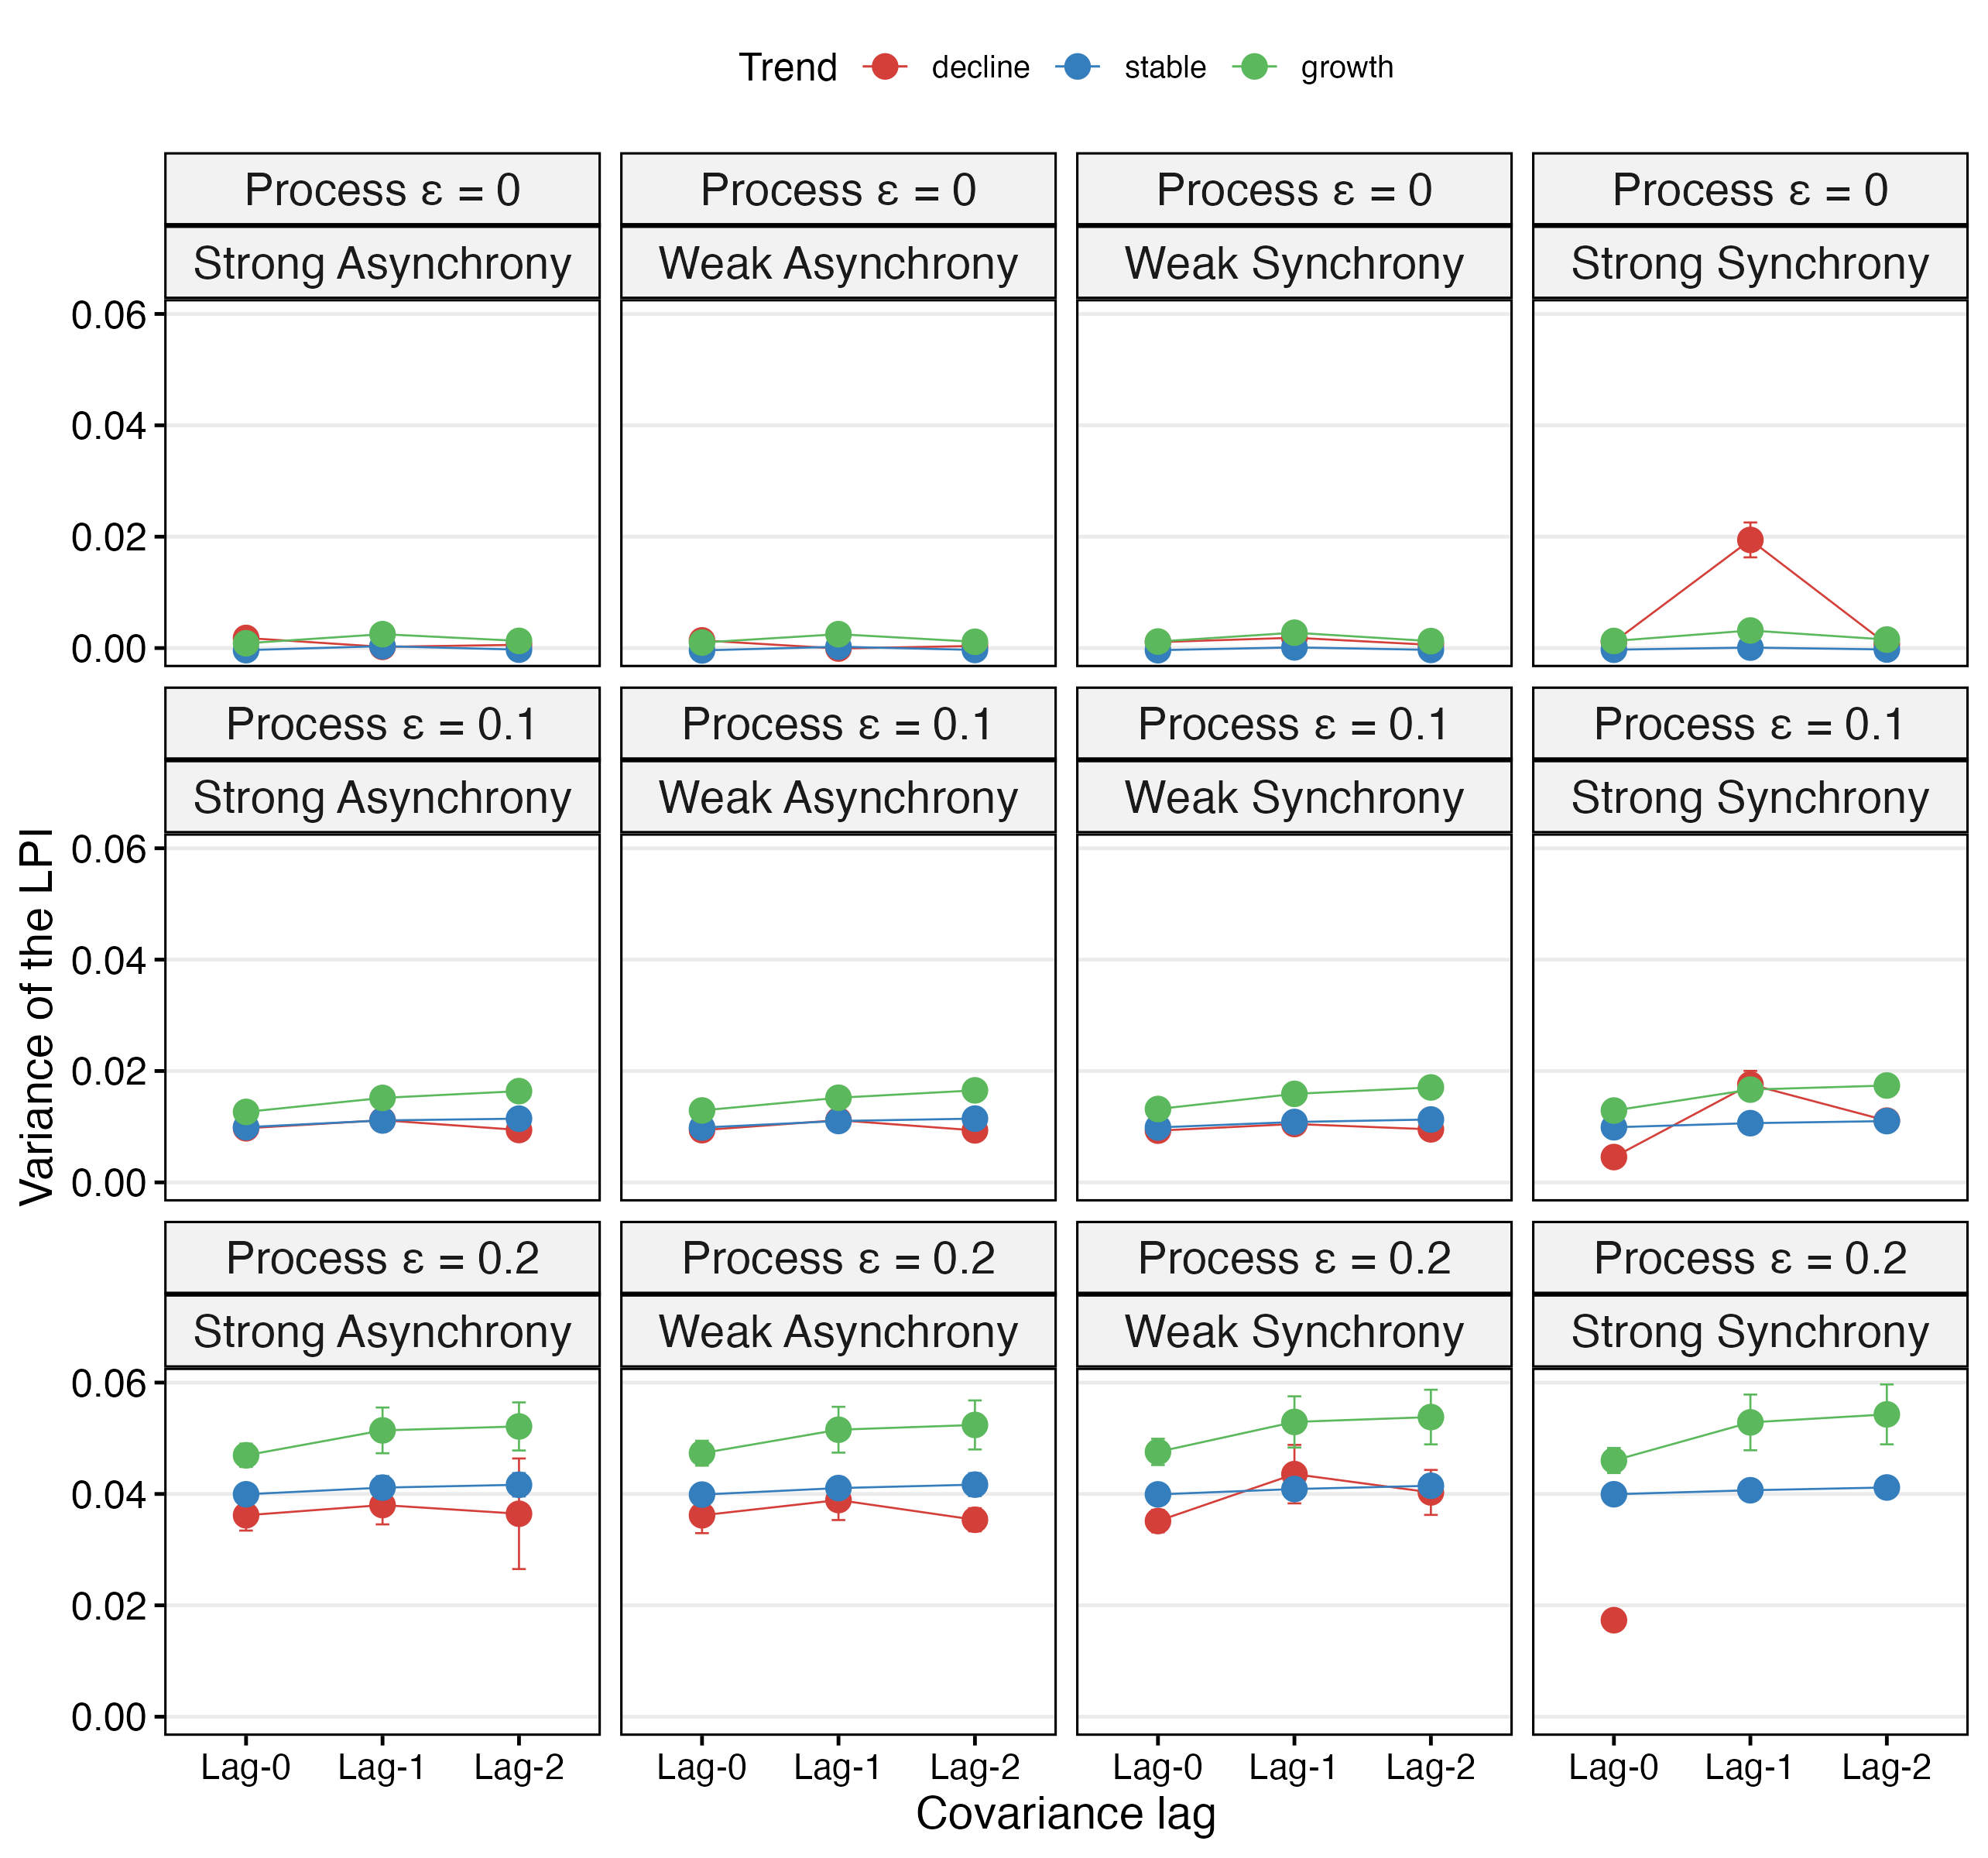 Trend decline stable growth
Process ε = 0 Process ε = 0 Process ε = 0 Process ε = 0
Strong Asynchrony Weak Asynchrony Weak Synchrony Strong Synchrony
0.06
0.04
0.02
0.00
Process ε = 0.1 Process ε = 0.1 Process ε = 0.1 Process ε = 0.1
Strong Asynchrony Weak Asynchrony Weak Synchrony Strong Synchrony
0.06
0.04
0.02
0.00
Variance of the LPI
Process ε = 0.2 Process ε = 0.2 Process ε = 0.2 Process ε = 0.2
Strong Asynchrony Weak Asynchrony Weak Synchrony Strong Synchrony
0.06
0.04
0.02
0.00
Lag-0 Lag-1 Lag-2 Lag-0 Lag-1 Lag-2 Lag-0 Lag-1 Lag-2 Lag-0 Lag-1 Lag-2
Covariance lag